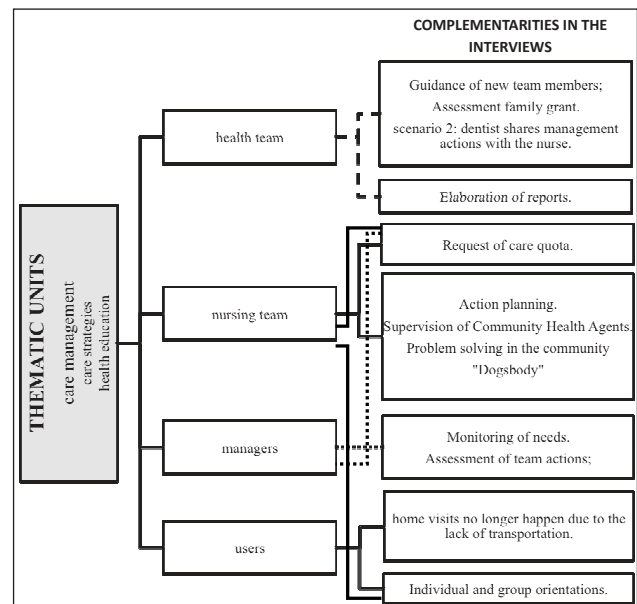 COMPLEMENTARITIES IN THE
INTERVIEWS
THEMATIC UNITS
care management
care strategies
health education
health team
Guidance of new team members;
Assessment family grant.
scenario 2: dentist shares management
actions with the nurse.
Elaboration of reports.
nursing team
Request of care quota.
Action planning.
Supervision of Community Health Agents.
Problem solving in the community
"Dogsbody"
managers
Monitoring of needs.
Assessment of team actions;
users
home visits no longer happen due to the
lack of transportation.
Individual and group orientations.